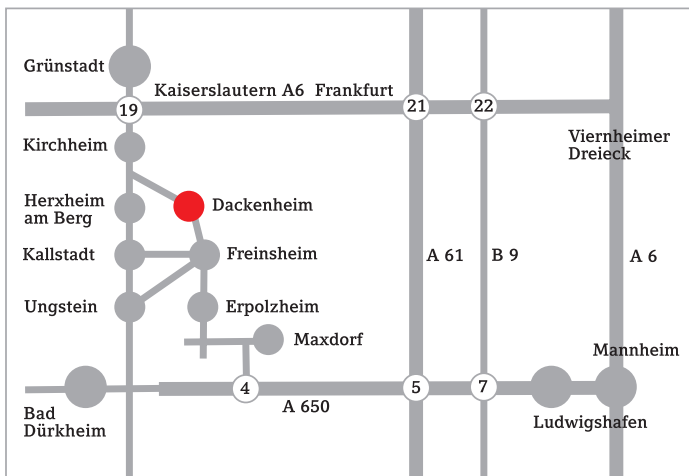 Grünstadt
Kaiserslautern A6 Frankfurt
19
21
22
Kirchheim
Viernheimer
Dreieck
Herxheim
am Berg
Dackenheim
Kallstadt
Freinsheim
A 61
B 9
A 6
Ungstein
Erpolzheim
Maxdorf
Mannheim
4
5
7
A 650
Bad
Dürkheim
Ludwigshafen